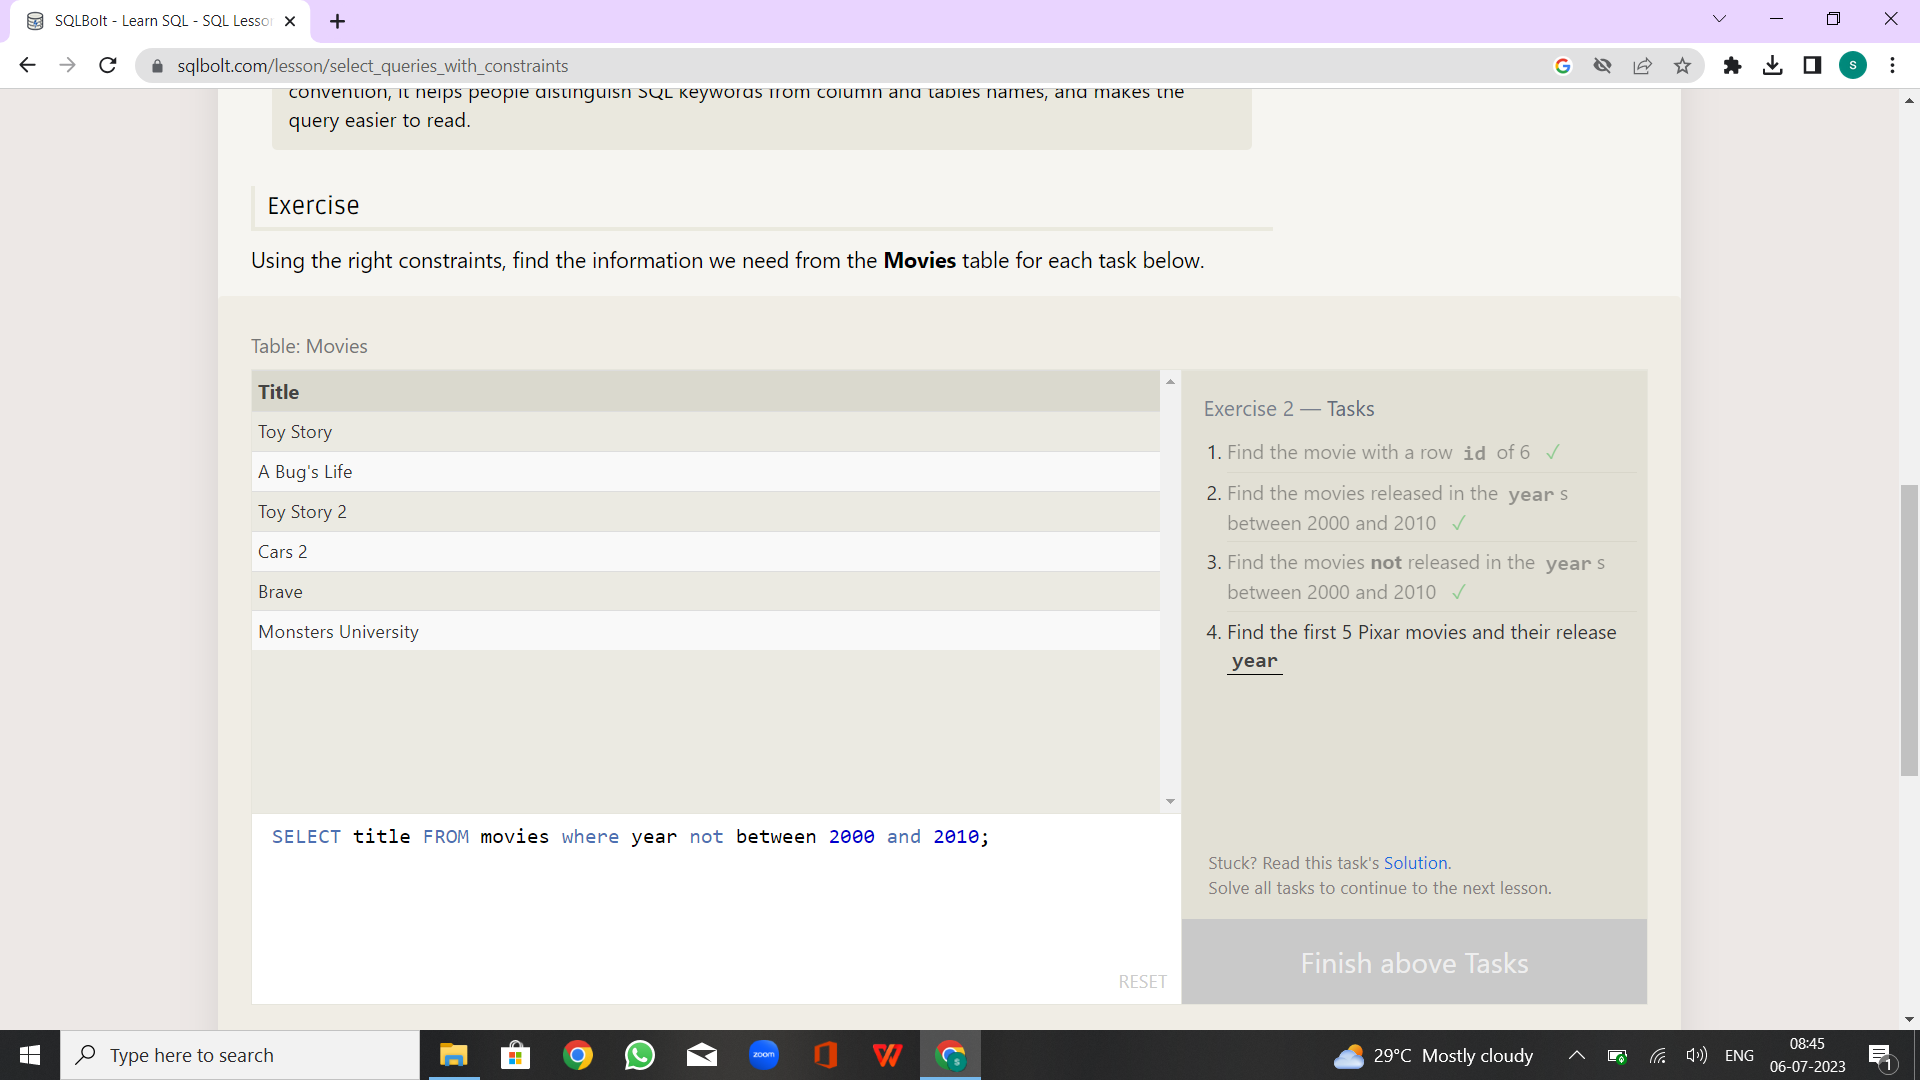 SQLBolt - Learn SQL - SQL Lesso
sqlbolt.com/lesson/select_queries_with_constraints
S
convention, it helps people distinguish SQL keywords from column and tables names, and makes the
query easier to read.
Exercise
Using the right constraints, find the information we need from the Movies table for each task below.
Table: Movies
Title
Toy Story
A Bug's Life
Toy Story 2
Cars 2
Brave
Monsters University
SELECT title FROM movies where year not between 2000 and 2010;
RESET
Exercise 2 — Tasks
1. Find the movie with a row id of 6 ✓
2. Find the movies released in the year s
between 2000 and 2010 ✓
3. Find the movies not released in the year s
between 2000 and 2010 ✓
4. Find the first 5 Pixar movies and their release
year
Stuck? Read this task's Solution.
Solve all tasks to continue to the next lesson.
Finish above Tasks
Type here to search
zoom
S
29°C Mostly cloudy
ENG
08:45
06-07-2023
1